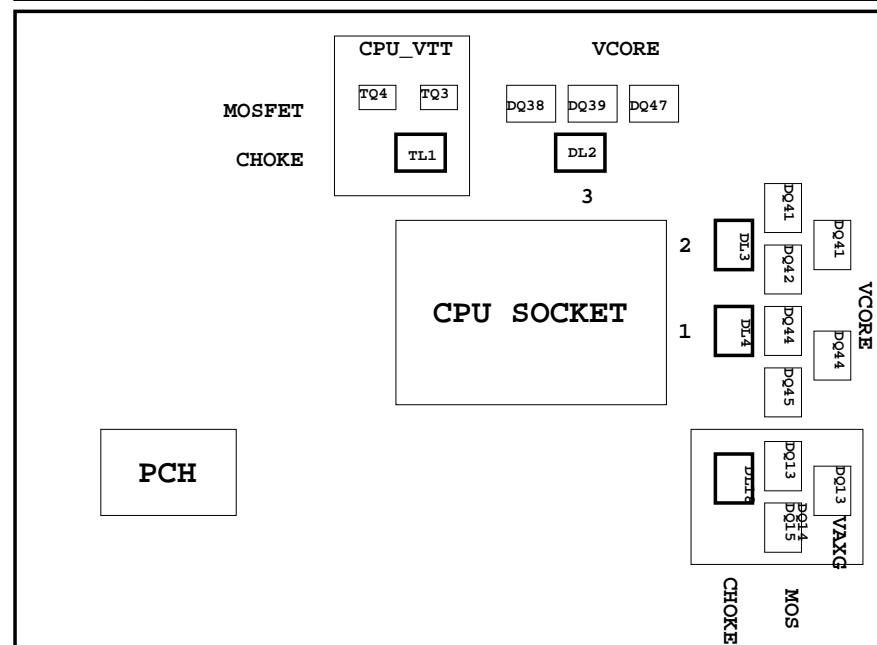 CPU_VTT
VCORE
TQ4 TQ3 DQ38 DQ39 DQ47
MOSFET
CHOKE
TL1
DL2
3
DQ41
2
DL3
DQ41
DQ42
CPU SOCKET
1
DL4
DQ44
DQ44
VCORE
DQ45
PCH
DL18
DQ13
DQ13
DQ15
DQ14
VAXG
CHOKE
MOS